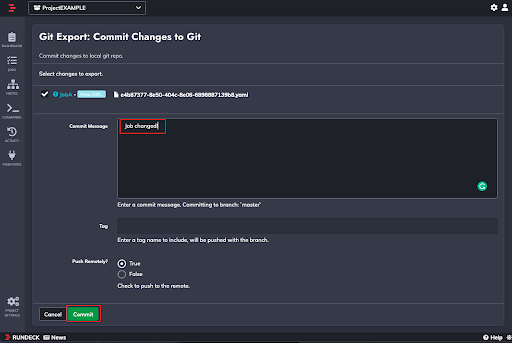 ProjectEXAMPLE
Git Export: Commit Changes to Git
Commit changes to local git repo.
Select changes to export.
JobA -
e4b87377-8e50-404c-8e06-6898887139b8.yaml
Commit Message
Job changed
Enter a commit message. Committing to branch: 'master'
Tag
Enter a tag name to include, will be pushed with the branch.
Push Remotely?
True
False
Check to push to the remote.
Cancel
Commit
DASHBOARD
JOBS
NODES
COMMANDS
ACTIVITY
WEBHOOKS
PROJECT
SETTINGS
RUNDECK
News
Help